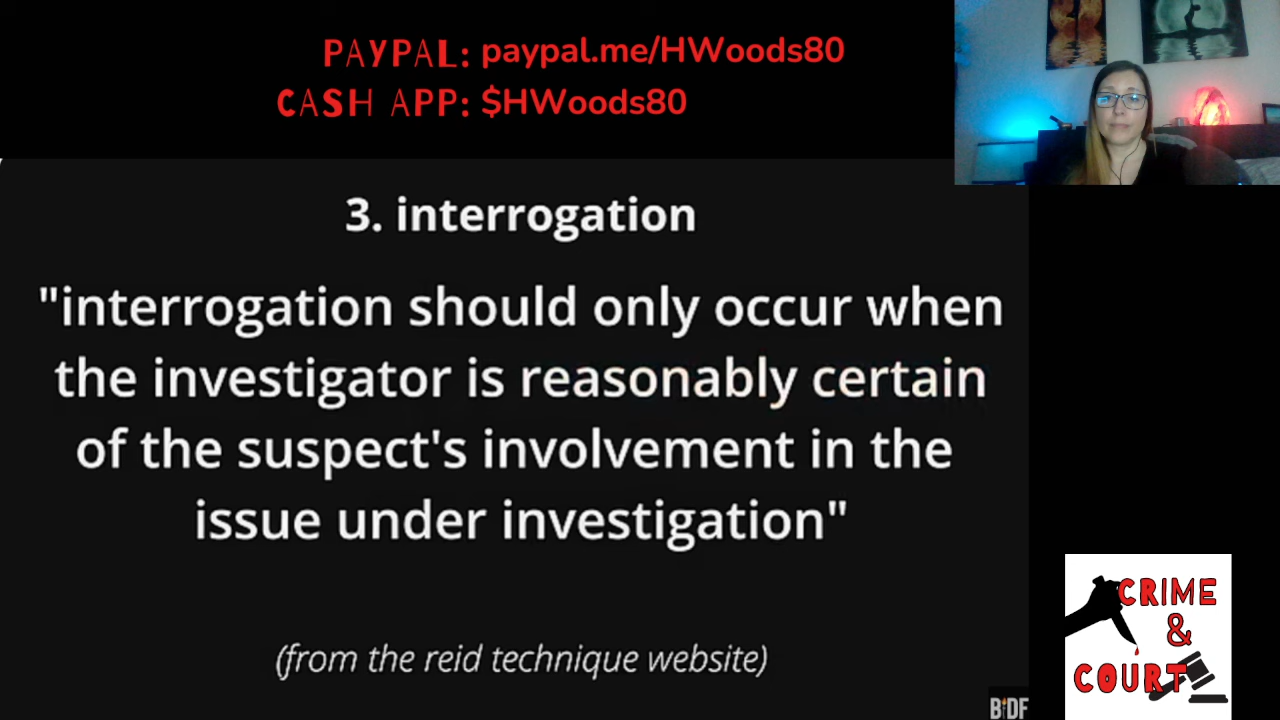 PAYPAL: paypal.me/HWoods80
CASH APP: $HWoods80
3. interrogation
"interrogation should only occur when
the investigator is reasonably certain
of the suspect's involvement in the
issue under investigation"
(from the reid technique website)
BiDF
CRIME
&
COURT